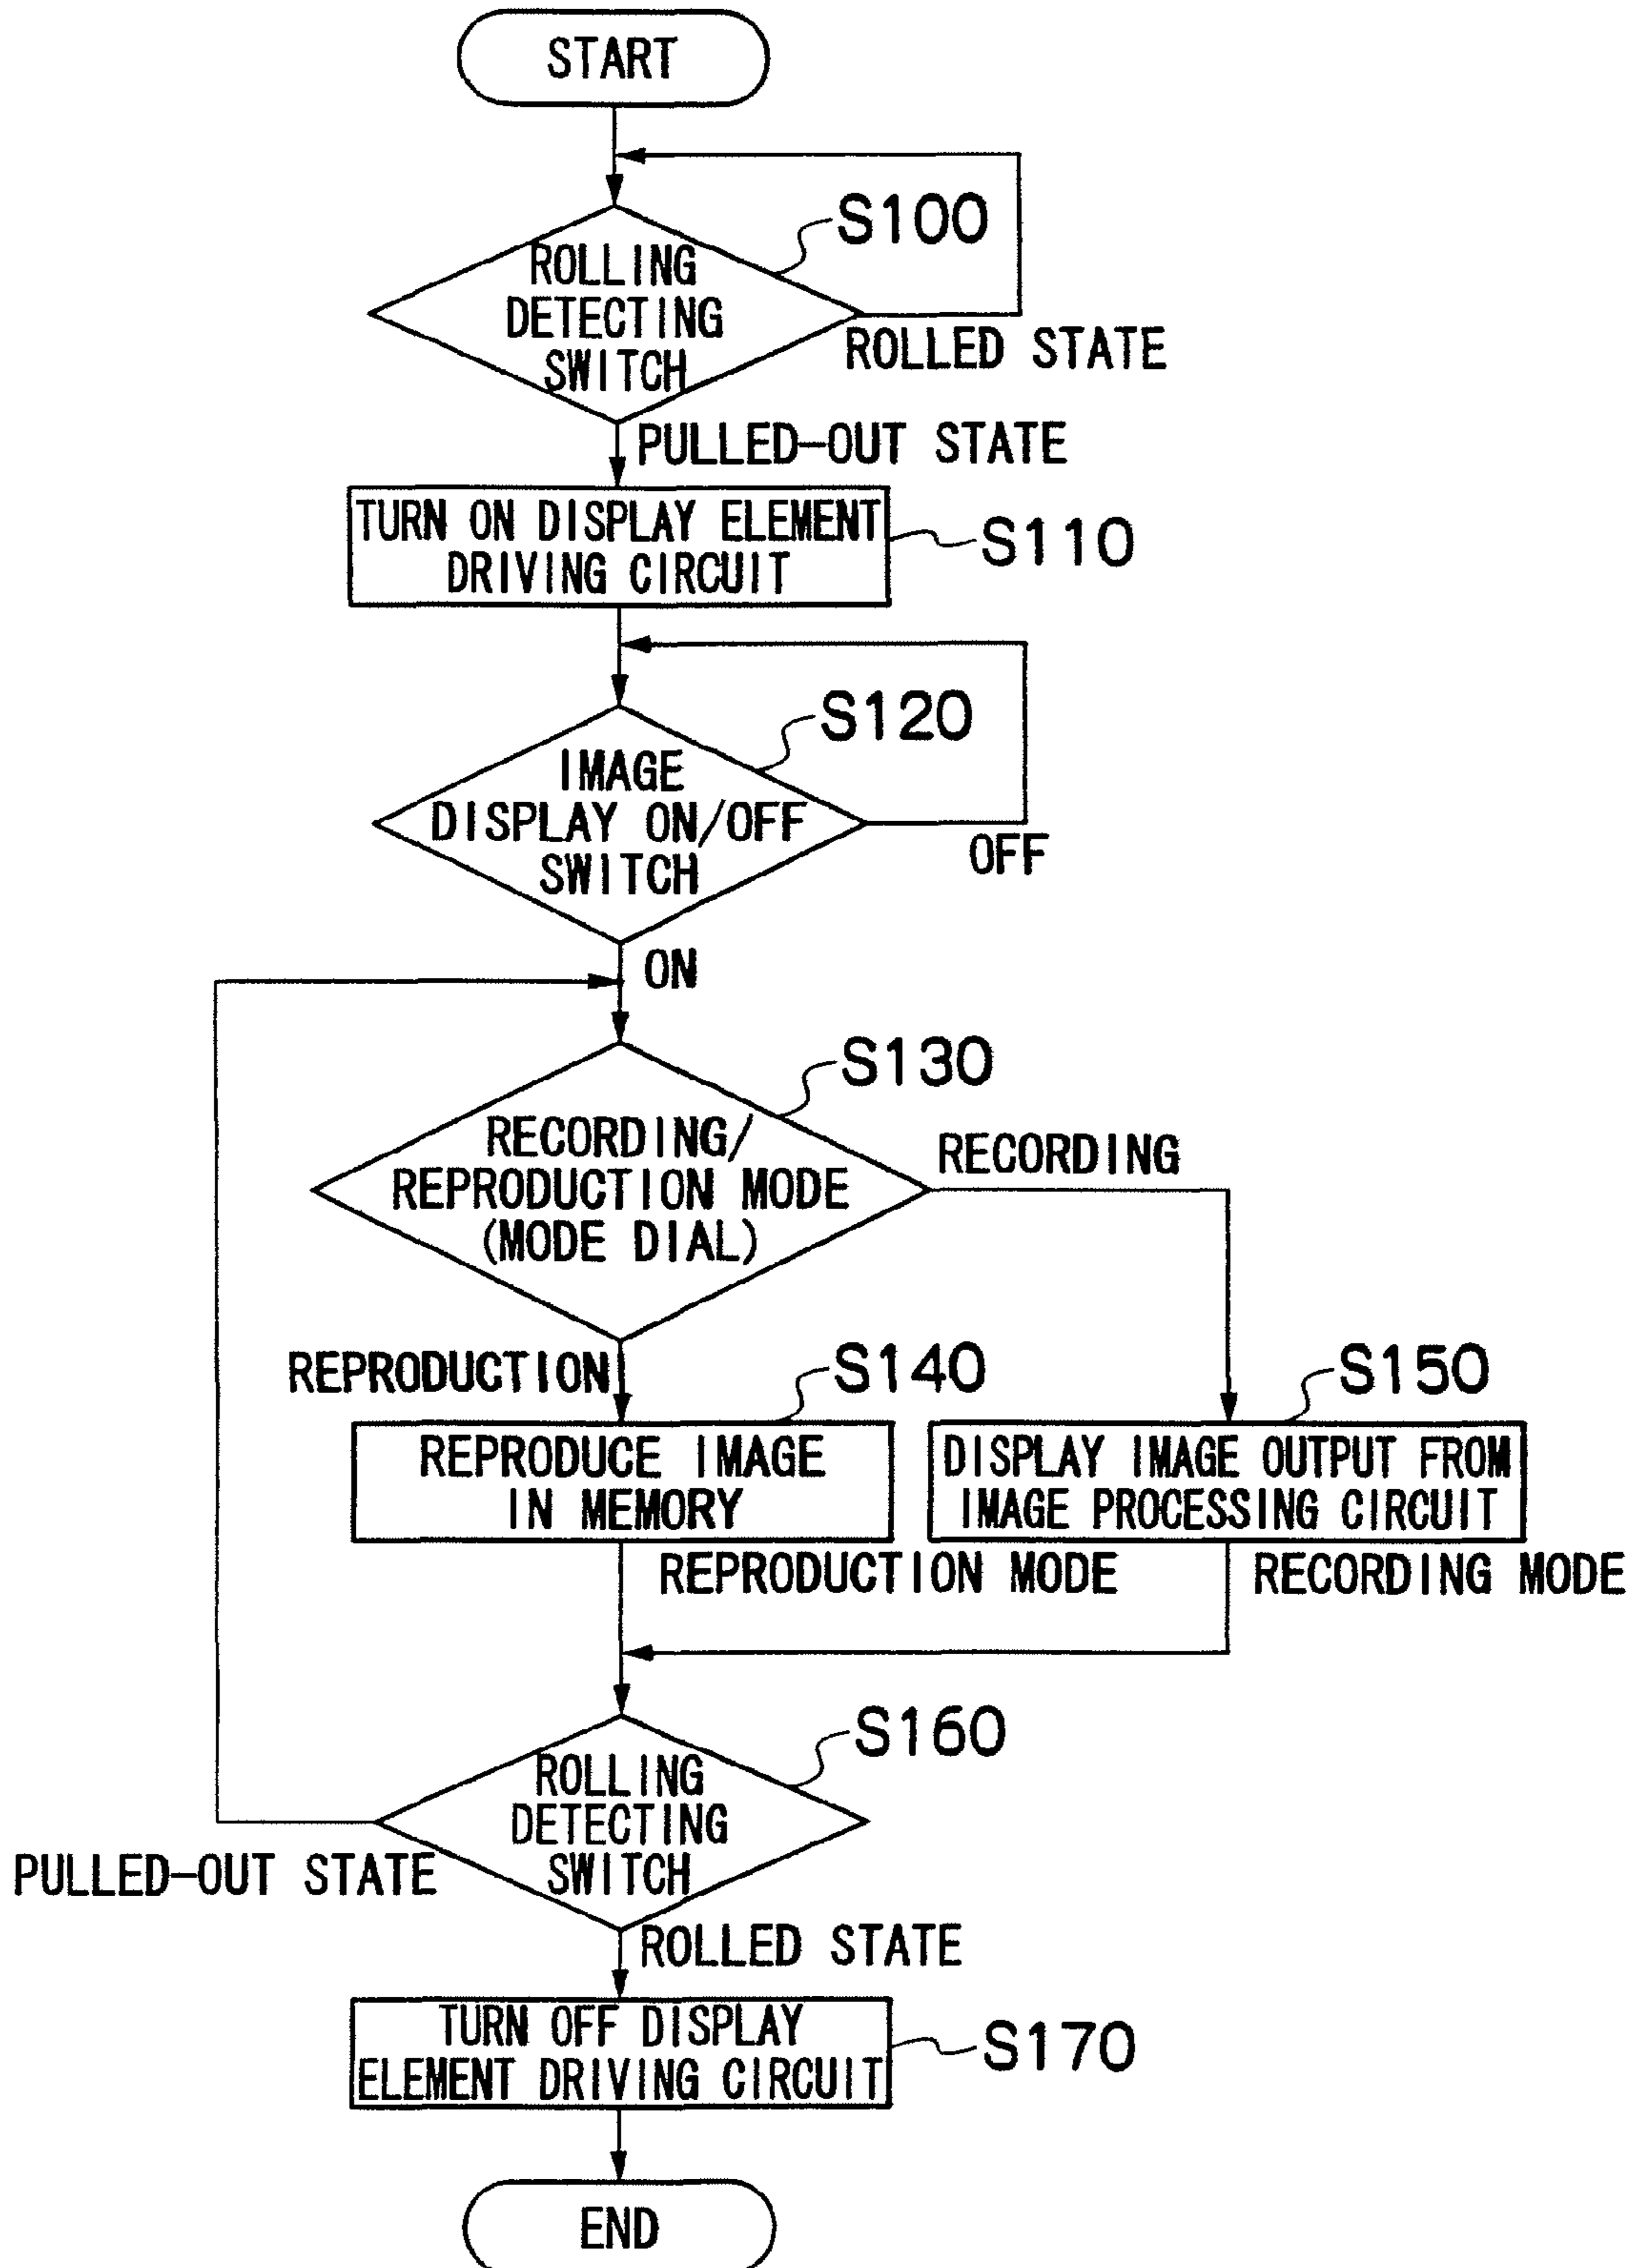 START
S100
ROLLING
DETECTING
SWITCH
ROLLED STATE
PULLED-OUT STATE
TURN ON DISPLAY ELEMENT
DRIVING CIRCUIT
S110
S120
IMAGE
DISPLAY ON/OFF
SWITCH
OFF
ON
S130
RECORDING/
REPRODUCTION MODE
(MODE DIAL)
RECORDING
REPRODUCTION
S140
S150
REPRODUCE IMAGE
IN MEMORY
DISPLAY IMAGE OUTPUT FROM
IMAGE PROCESSING CIRCUIT
REPRODUCTION MODE
RECORDING MODE
S160
ROLLING
DETECTING
SWITCH
PULLED-OUT STATE
ROLLED STATE
TURN OFF DISPLAY
ELEMENT DRIVING CIRCUIT
S170
END